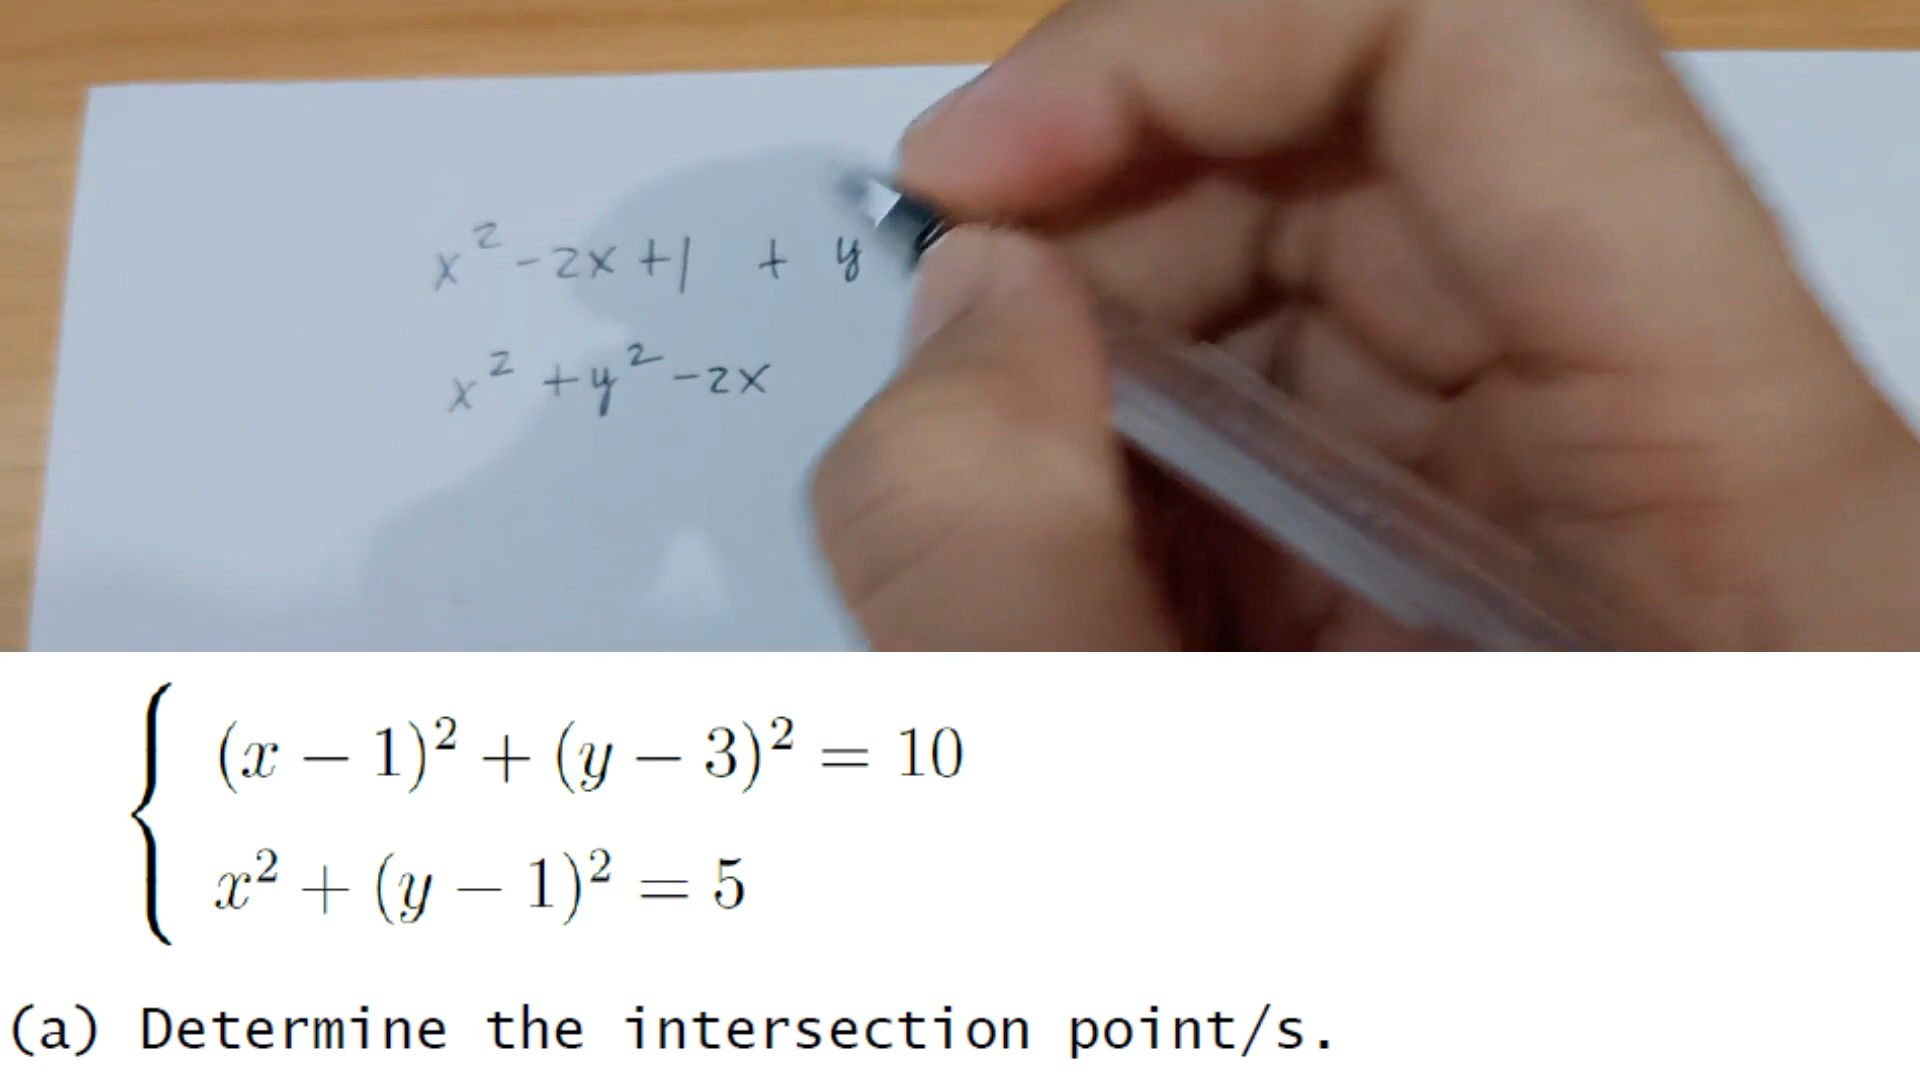 x² -2x +1 + y
x² +y² -2x
(x − 1)² + (y − 3)² = 10
x² + (y − 1)² = 5
(a) Determine the intersection point/s.